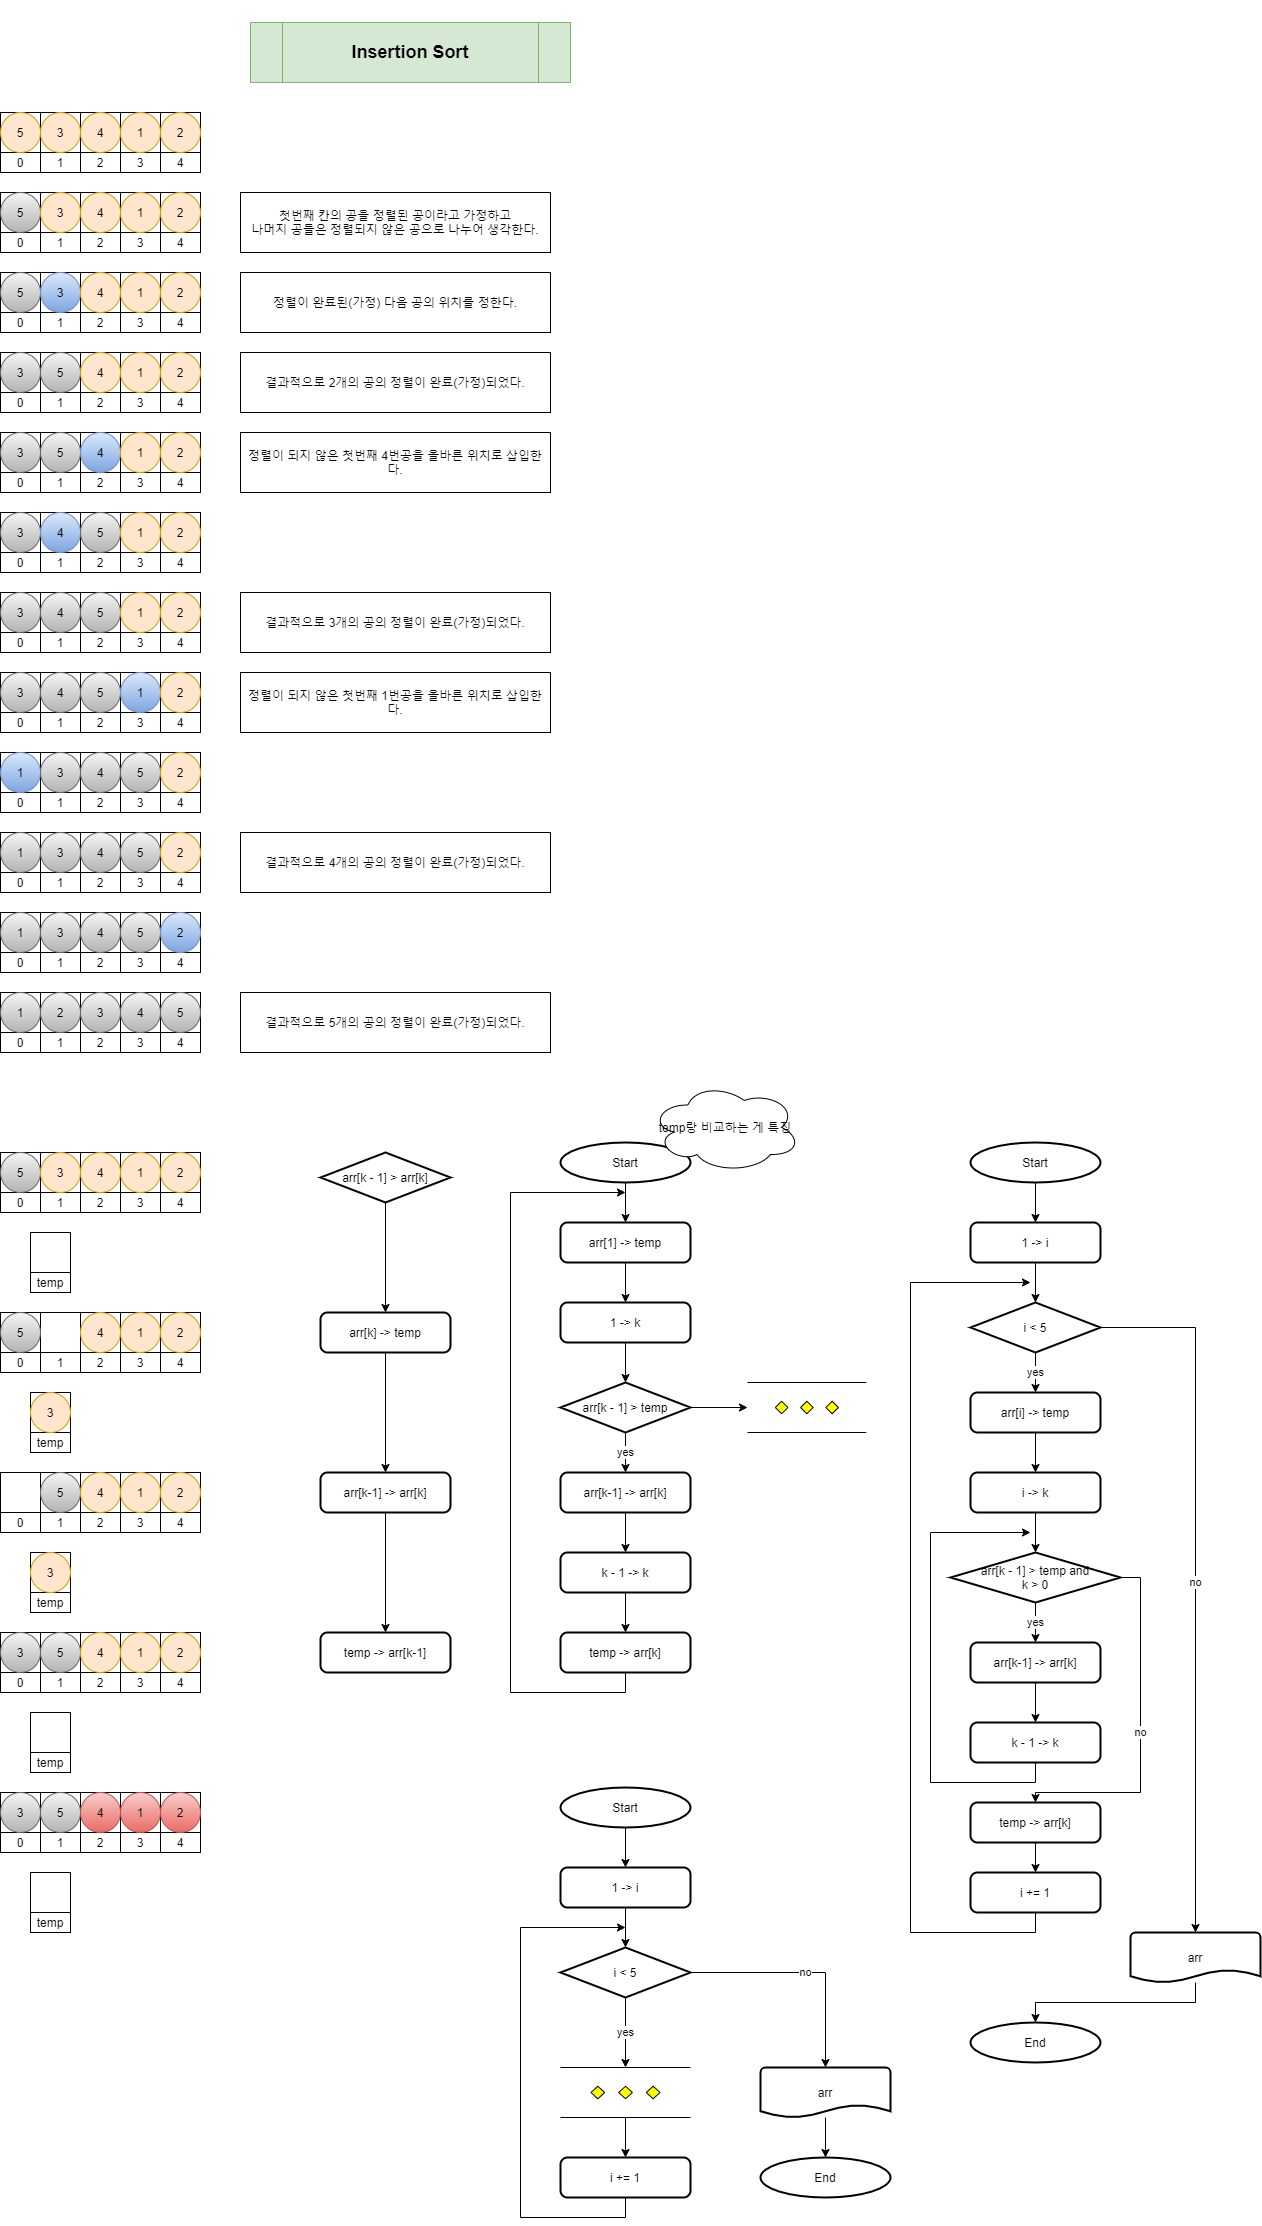 Insertion Sort
5 3 4 1 2
0 1 2 3 4
5 3 4 1 2
0 1 2 3 4
첫번째 칸의 공을 정렬된 공이라고 가정하고
나머지 공들은 정렬되지 않은 공으로 나누어 생각한다.
5 3 4 1 2
0 1 2 3 4
정렬이 완료된(가정) 다음 공의 위치를 정한다.
3 5 4 1 2
0 1 2 3 4
결과적으로 2개의 공의 정렬이 완료(가정)되었다.
3 5 4 1 2
0 1 2 3 4
정렬이 되지 않은 첫번째 4번공을 올바른 위치로 삽입한
다.
3 4 5 1 2
0 1 2 3 4
3 4 5 1 2
0 1 2 3 4
결과적으로 3개의 공의 정렬이 완료(가정)되었다.
3 4 5 1 2
0 1 2 3 4
정렬이 되지 않은 첫번째 1번공을 올바른 위치로 삽입한
다.
1 3 4 5 2
0 1 2 3 4
1 3 4 5 2
0 1 2 3 4
결과적으로 4개의 공의 정렬이 완료(가정)되었다.
1 3 4 5 2
0 1 2 3 4
1 2 3 4 5
0 1 2 3 4
결과적으로 5개의 공의 정렬이 완료(가정)되었다.
5 3 4 1 2
0 1 2 3 4
temp
5 4 1 2
0 1 2 3 4
3
temp
5 4 1 2
0 1 2 3 4
3
temp
3 5 4 1 2
0 1 2 3 4
temp
3 5 4 1 2
0 1 2 3 4
temp
arr[k - 1] > arr[k]
arr[k] -> temp
arr[k-1] -> arr[k]
temp -> arr[k-1]
temp랑 비교하는 게 특징
Start
arr[1] -> temp
1 -> k
arr[k - 1] > temp
yes
arr[k-1] -> arr[k]
k - 1 -> k
temp -> arr[k]
Start
1 -> i
i < 5
no
yes
i += 1
arr
End
Start
1 -> i
i < 5
yes
no
arr[i] -> temp
i -> k
arr[k - 1] > temp and
k > 0
yes
no
arr[k-1] -> arr[k]
k - 1 -> k
temp -> arr[k]
i += 1
arr
End